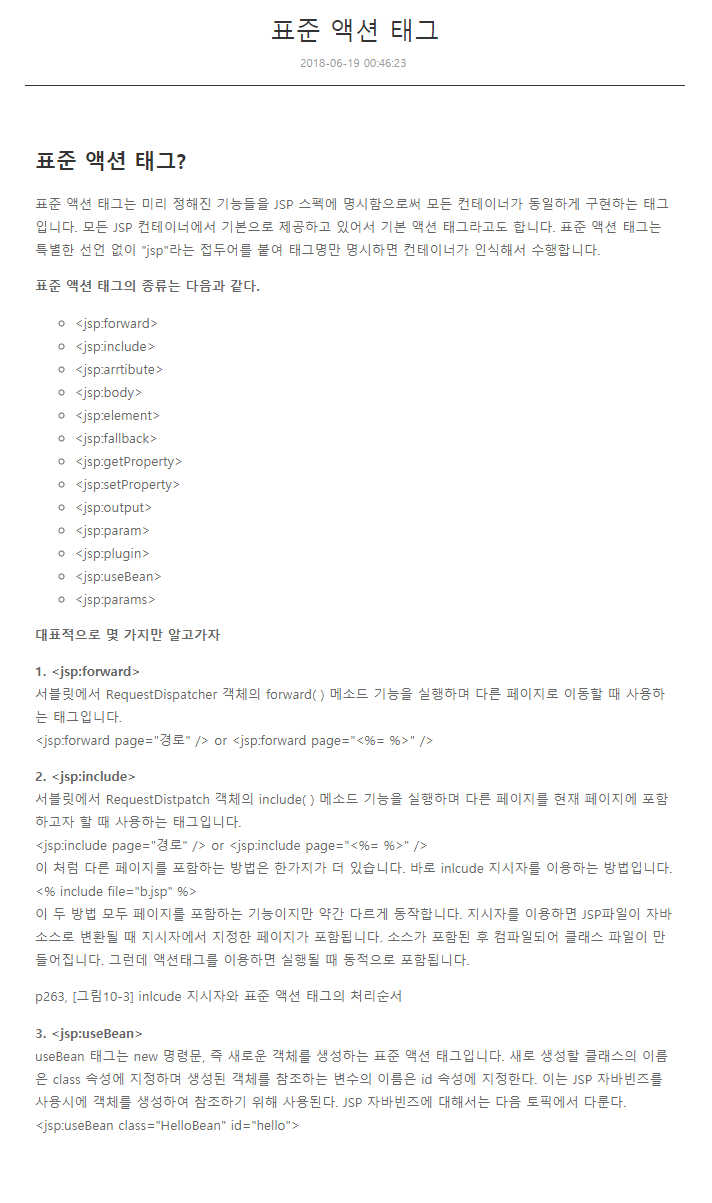 표준 액션 태그
2018-06-19 00:46:23
표준 액션 태그?
표준 액션 태그는 미리 정해진 기능들을 JSP 스펙에 명시함으로써 모든 컨테이너가 동일하게 구현하는 태그
입니다. 모든 JSP 컨테이너에서 기본으로 제공하고 있어서 기본 액션 태그라고도 합니다. 표준 액션 태그는
특별한 선언 없이 "jsp"라는 접두어를 붙여 태그명만 명시하면 컨테이너가 인식해서 수행합니다.
표준 액션 태그의 종류는 다음과 같다.
<jsp:forward>
<jsp:include>
<jsp:arrtibute>
<jsp:body>
<jsp:element>
<jsp:fallback>
<jsp:getProperty>
<jsp:setProperty>
<jsp:output>
<jsp:param>
<jsp:plugin>
<jsp:useBean>
<jsp:params>
대표적으로 몇 가지만 알고가자
1. <jsp:forward>
서블릿에서 RequestDispatcher 객체의 forward( ) 메소드 기능을 실행하며 다른 페이지로 이동할 때 사용하
는 태그입니다.
<jsp:forward page="경로" /> or <jsp:forward page="<%= %>" />
2. <jsp:include>
서블릿에서 RequestDistpatch 객체의 include( ) 메소드 기능을 실행하며 다른 페이지를 현재 페이지에 포함
하고자 할 때 사용하는 태그입니다.
<jsp:include page="경로" /> or <jsp:include page="<%= %>" />
이 처럼 다른 페이지를 포함하는 방법은 한가지가 더 있습니다. 바로 inlcude 지시자를 이용하는 방법입니다.
<% include file="b.jsp" %>
이 두 방법 모두 페이지를 포함하는 기능이지만 약간 다르게 동작합니다. 지시자를 이용하면 JSP파일이 자바
소스로 변환될 때 지시자에서 지정한 페이지가 포함됩니다. 소스가 포함된 후 컴파일되어 클래스 파일이 만
들어집니다. 그런데 액션태그를 이용하면 실행될 때 동적으로 포함됩니다.
p263, [그림10-3] inlcude 지시자와 표준 액션 태그의 처리순서
3. <jsp:useBean>
useBean 태그는 new 명령문, 즉 새로운 객체를 생성하는 표준 액션 태그입니다. 새로 생성할 클래스의 이름
은 class 속성에 지정하며 생성된 객체를 참조하는 변수의 이름은 id 속성에 지정한다. 이는 JSP 자바빈즈를
사용시에 객체를 생성하여 참조하기 위해 사용된다. JSP 자바빈즈에 대해서는 다음 토픽에서 다룬다.
<jsp:useBean class="HelloBean" id="hello">